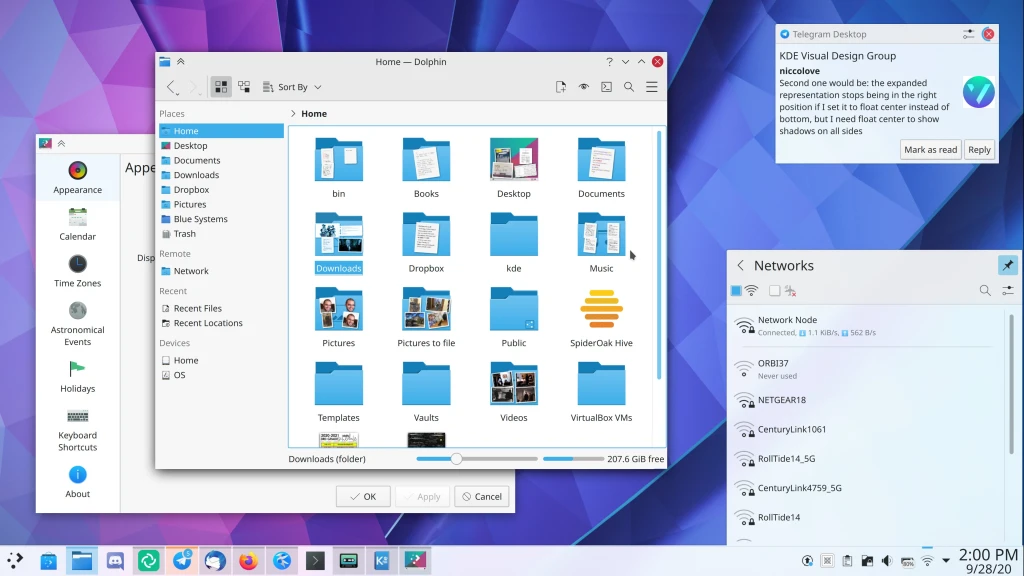 Telegram Desktop
KDE Visual Design Group
niccolove
Second one would be: the expanded
representation stops being in the right
position if I set it to float center instead of
bottom, but I need float center to show
shadows on all sides
Mark as read
Reply
Home — Dolphin
Sort By
Places
Home
Desktop
Documents
Downloads
Dropbox
Pictures
Blue Systems
Trash
Remote
Network
Recent
Recent Files
Recent Locations
Devices
Home
OS
Home
bin
Books
Desktop
Documents
Downloads
Dropbox
kde
Music
Pictures
Pictures to file
Public
SpiderOak Hive
Templates
Vaults
Videos
VirtualBox VMs
Downloads (folder)
207.6 GiB free
Appe
Disp
Appearance
Calendar
Time Zones
Astronomical
Events
Holidays
Keyboard
Shortcuts
About
OK
Apply
Cancel
Networks
Network Node
Connected, 1.1 KiB/s, 562 B/s
ORBI37
Never used
NETGEAR18
CenturyLink1061
RollTide14_5G
CenturyLink4759_5G
RollTide14
2:00 PM
9/28/20